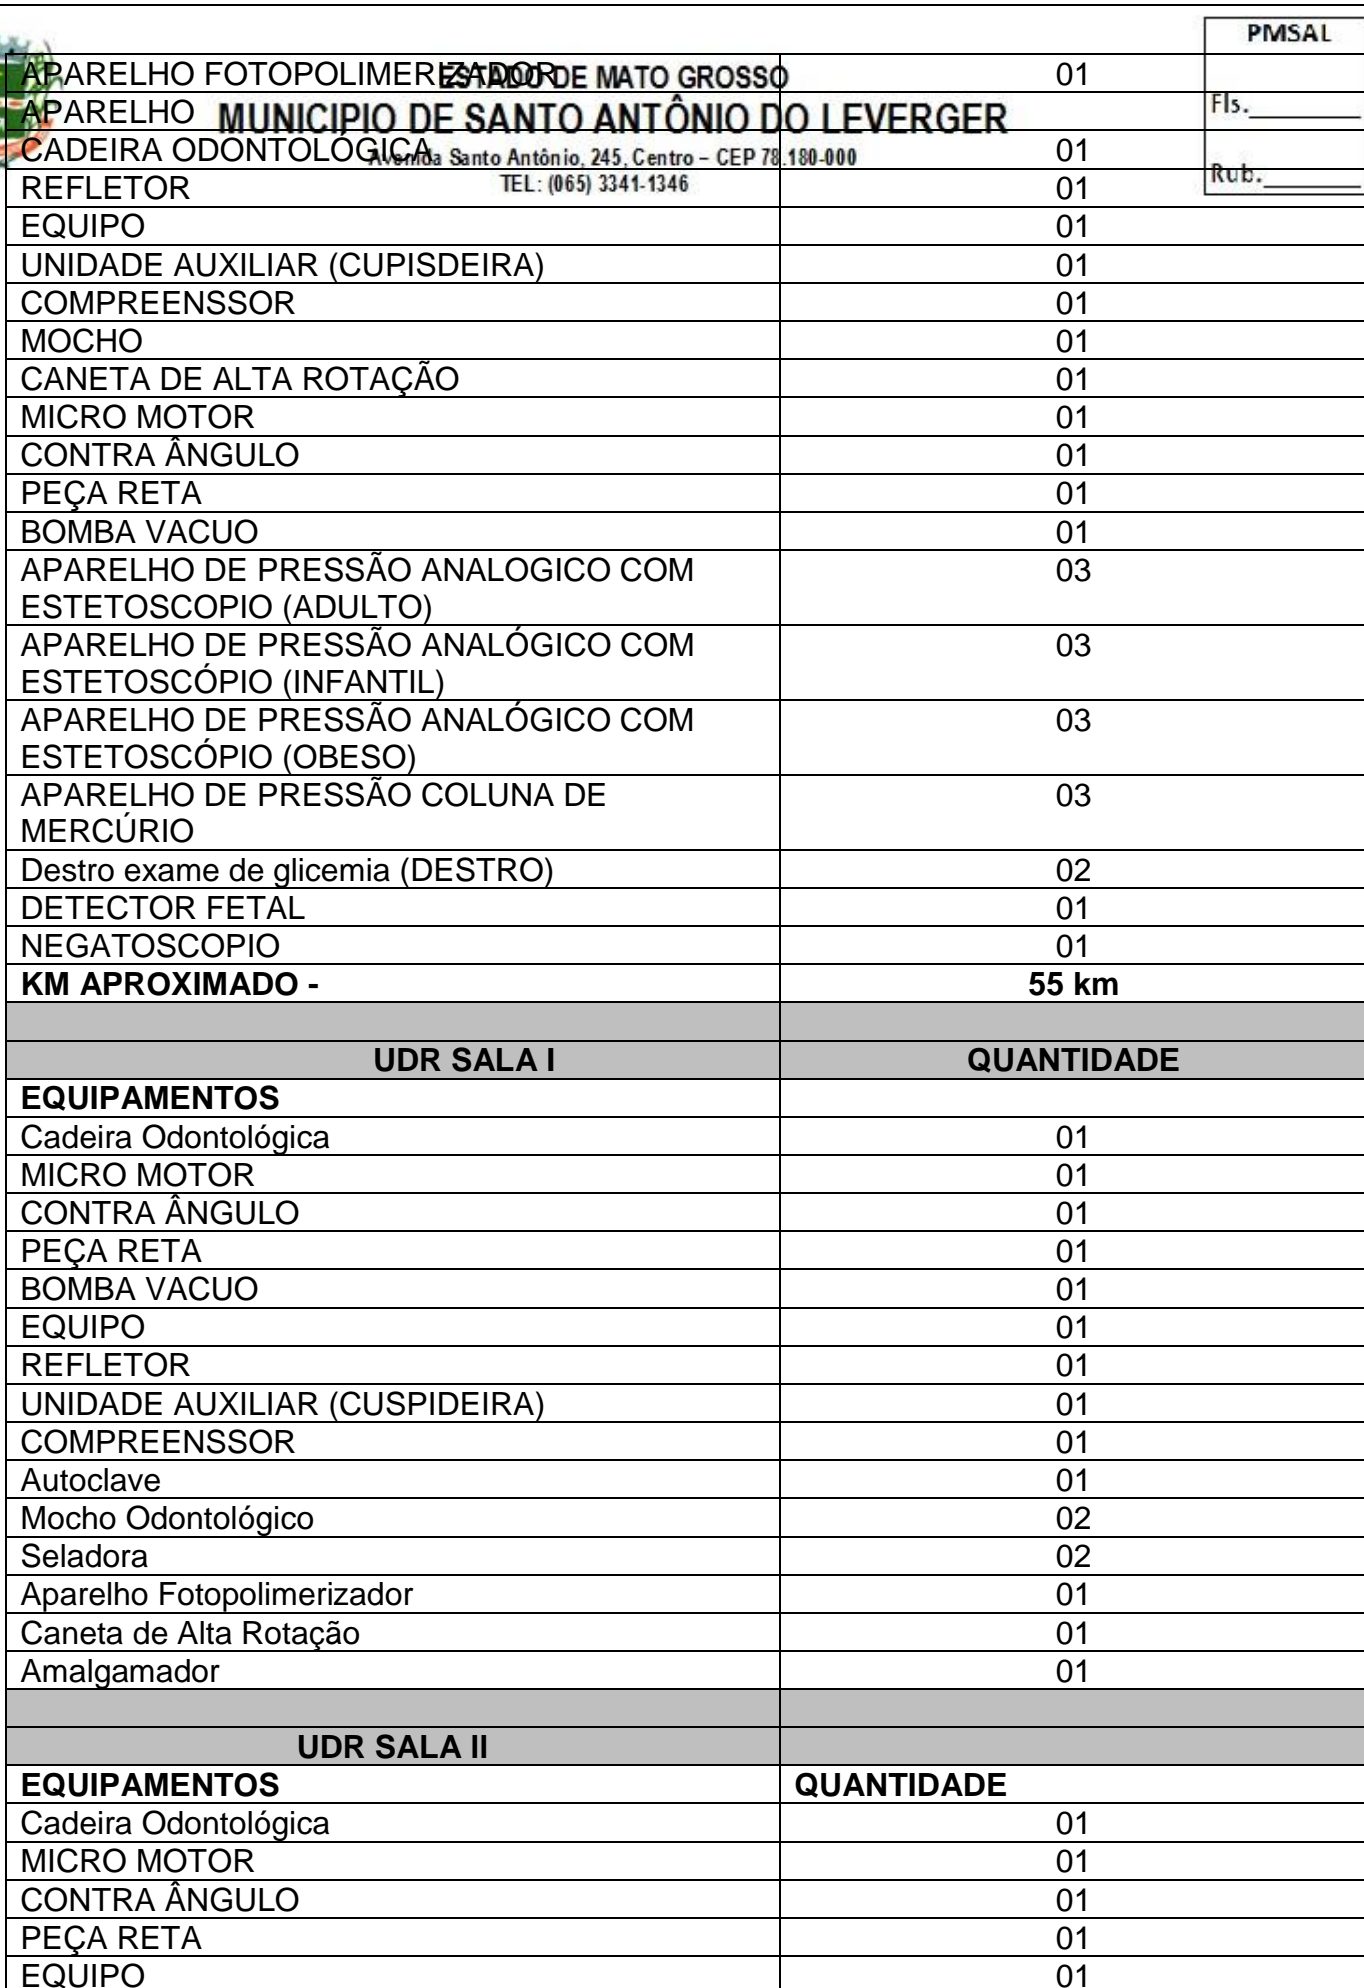 PMSAL
ESTADO DE MATO GROSSO
MUNICIPIO DE SANTO ANTÔNIO DO LEVERGER
Avenida Santo Antônio, 245, Centro – CEP 78.180-000
TEL: (065) 3341-1346
Fls.________
Rub.________
APARELHO FOTOPOLIMERIZADOR 01
APARELHO
CADEIRA ODONTOLÓGICA 01
REFLETOR 01
EQUIPO 01
UNIDADE AUXILIAR (CUPISDEIRA) 01
COMPREENSSOR 01
MOCHO 01
CANETA DE ALTA ROTAÇÃO 01
MICRO MOTOR 01
CONTRA ÂNGULO 01
PEÇA RETA 01
BOMBA VACUO 01
APARELHO DE PRESSÃO ANALOGICO COM 03
ESTETOSCOPIO (ADULTO)
APARELHO DE PRESSÃO ANALÓGICO COM 03
ESTETOSCÓPIO (INFANTIL)
APARELHO DE PRESSÃO ANALÓGICO COM 03
ESTETOSCÓPIO (OBESO)
APARELHO DE PRESSÃO COLUNA DE 03
MERCÚRIO
Destro exame de glicemia (DESTRO) 02
DETECTOR FETAL 01
NEGATOSCOPIO 01
KM APROXIMADO - 55 km
UDR SALA I QUANTIDADE
EQUIPAMENTOS
Cadeira Odontológica 01
MICRO MOTOR 01
CONTRA ÂNGULO 01
PEÇA RETA 01
BOMBA VACUO 01
EQUIPO 01
REFLETOR 01
UNIDADE AUXILIAR (CUSPIDEIRA) 01
COMPREENSSOR 01
Autoclave 01
Mocho Odontológico 02
Seladora 02
Aparelho Fotopolimerizador 01
Caneta de Alta Rotação 01
Amalgamador 01
UDR SALA II
EQUIPAMENTOS QUANTIDADE
Cadeira Odontológica 01
MICRO MOTOR 01
CONTRA ÂNGULO 01
PEÇA RETA 01
EQUIPO 01